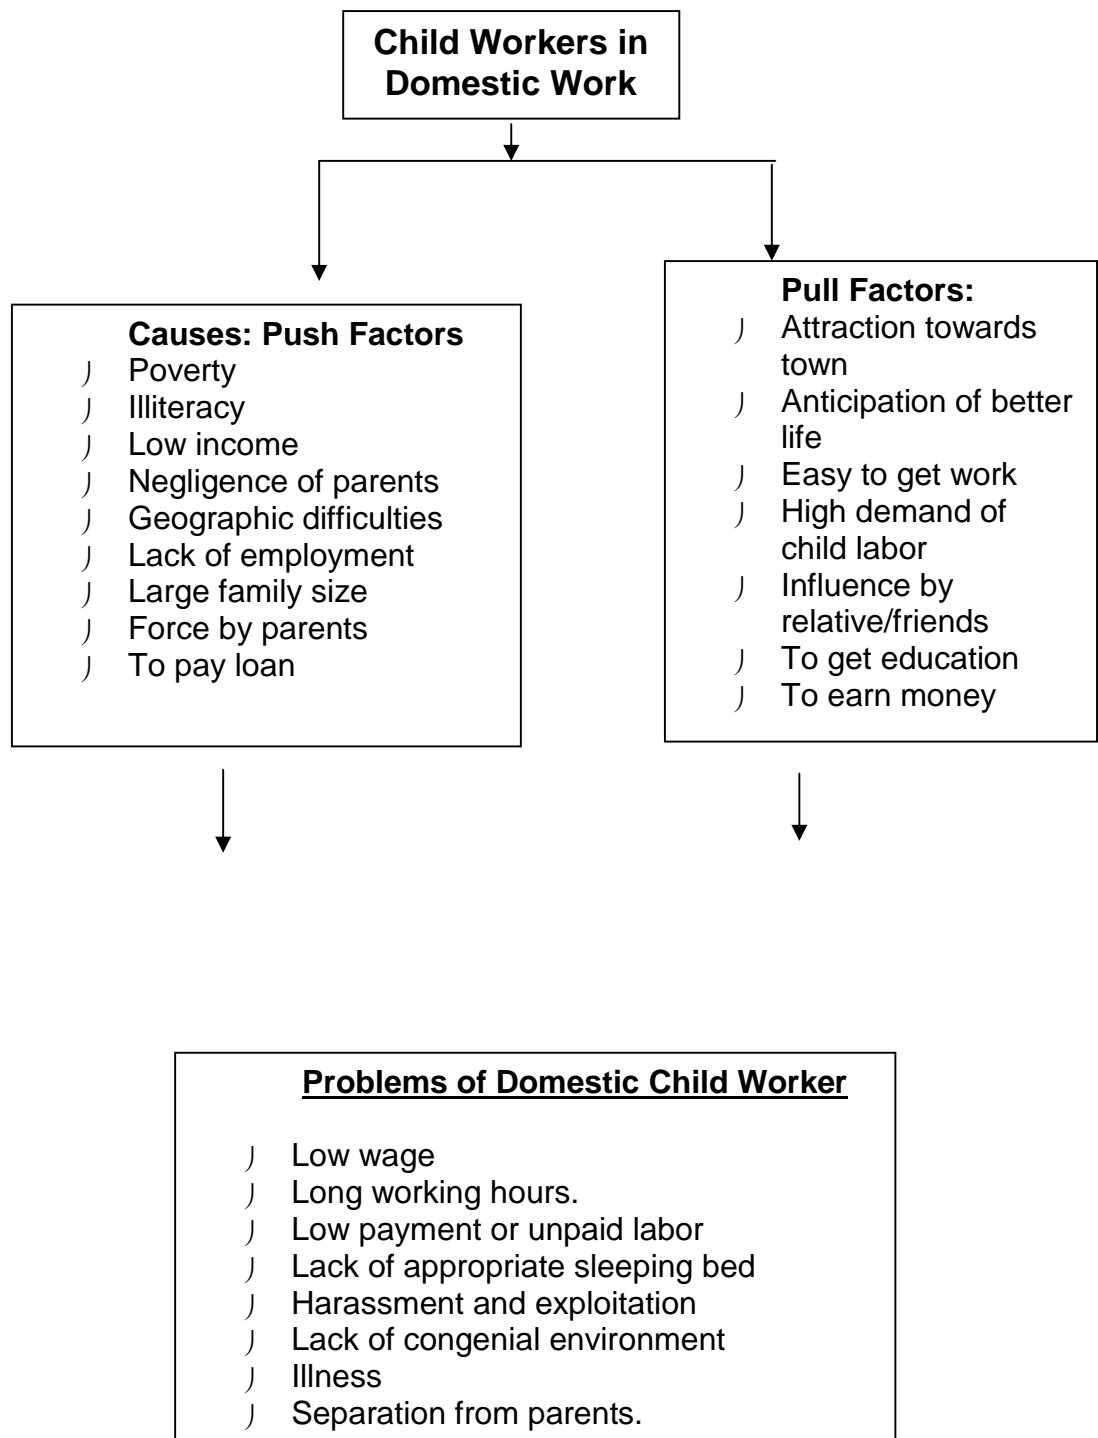 Child Workers in
Domestic Work
Causes: Push Factors
Poverty
Illiteracy
Low income
Negligence of parents
Geographic difficulties
Lack of employment
Large family size
Force by parents
To pay loan
Pull Factors:
Attraction towards
town
Anticipation of better
life
Easy to get work
High demand of
child labor
Influence by
relative/friends
To get education
To earn money
Problems of Domestic Child Worker
Low wage
Long working hours.
Low payment or unpaid labor
Lack of appropriate sleeping bed
Harassment and exploitation
Lack of congenial environment
Illness
Separation from parents.